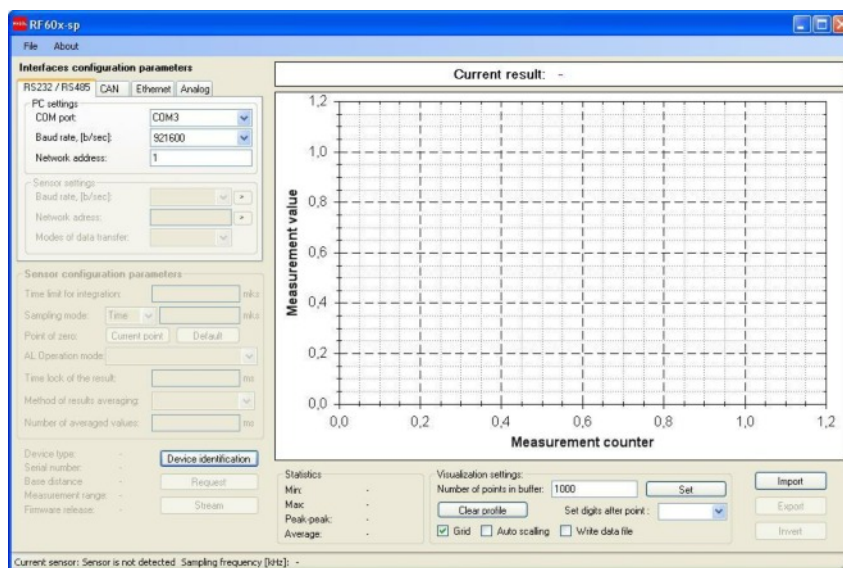 RF60x-sp
File About
Interfaces configuration parameters
RS232 / RS485 CAN Ethernet Analog
PC settings
COM port: COM3
Baud rate, [b/sec]: 921600
Network address: 1
Sensor settings
Baud rate, [b/sec]: >
Network adress: >
Modes of data transfer:
Sensor configuration parameters
Time limit for integration: mks
Sampling mode: Time mks
Point of zero: Current point Default
AL Operation mode:
Time lock of the result: ms
Method of results averaging:
Number of averaged values: ms
Device type: -
Serial number: -
Base distance -
Measurement range: -
Firmware release: -
Device identification
Request
Stream
Current result: -
Measurement value
1,2
1,0
0,8
0,6
0,4
0,2
0,0
0,0 0,2 0,4 0,6 0,8 1,0 1,2
Measurement counter
Statistics
Min: -
Max: -
Peak-peak: -
Average: -
Visualization settings:
Number of points in buffer: 1000 Set
Clear profile Set digits after point :
Grid Auto scalling Write data file
Import
Export
Invert
Current sensor: Sensor is not detected Sampling frequency [kHz]: -